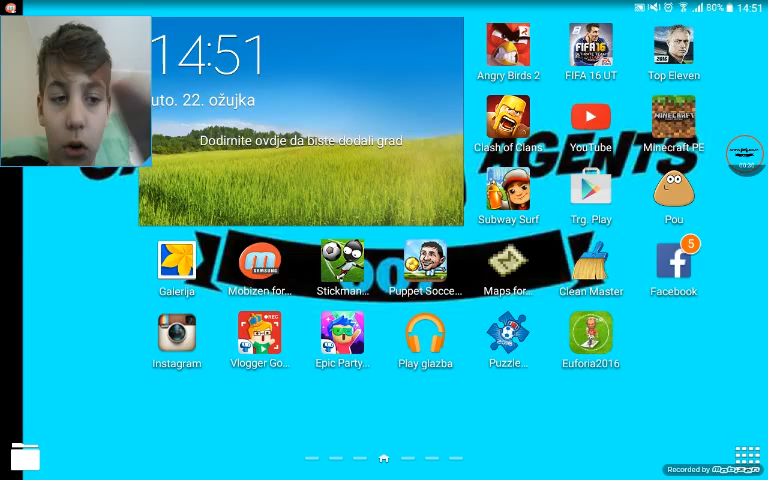 80% 14:51
14:51
uto. 22. ožujka
Dodirnite ovdje da biste dodali grad
Angry Birds 2
FIFA 16 UT
Top Eleven
Clash of Clans
YouTube
Minecraft PE
AGENTS
00:30
Subway Surf
Trg. Play
Pou
Galerija
Mobizen for...
Stickman...
Puppet Socce...
Maps for...
Clean Master
5
Facebook
Instagram
Vlogger Go...
Epic Party...
Play glazba
Puzzle...
Euforia2016
Recorded by Mobizen